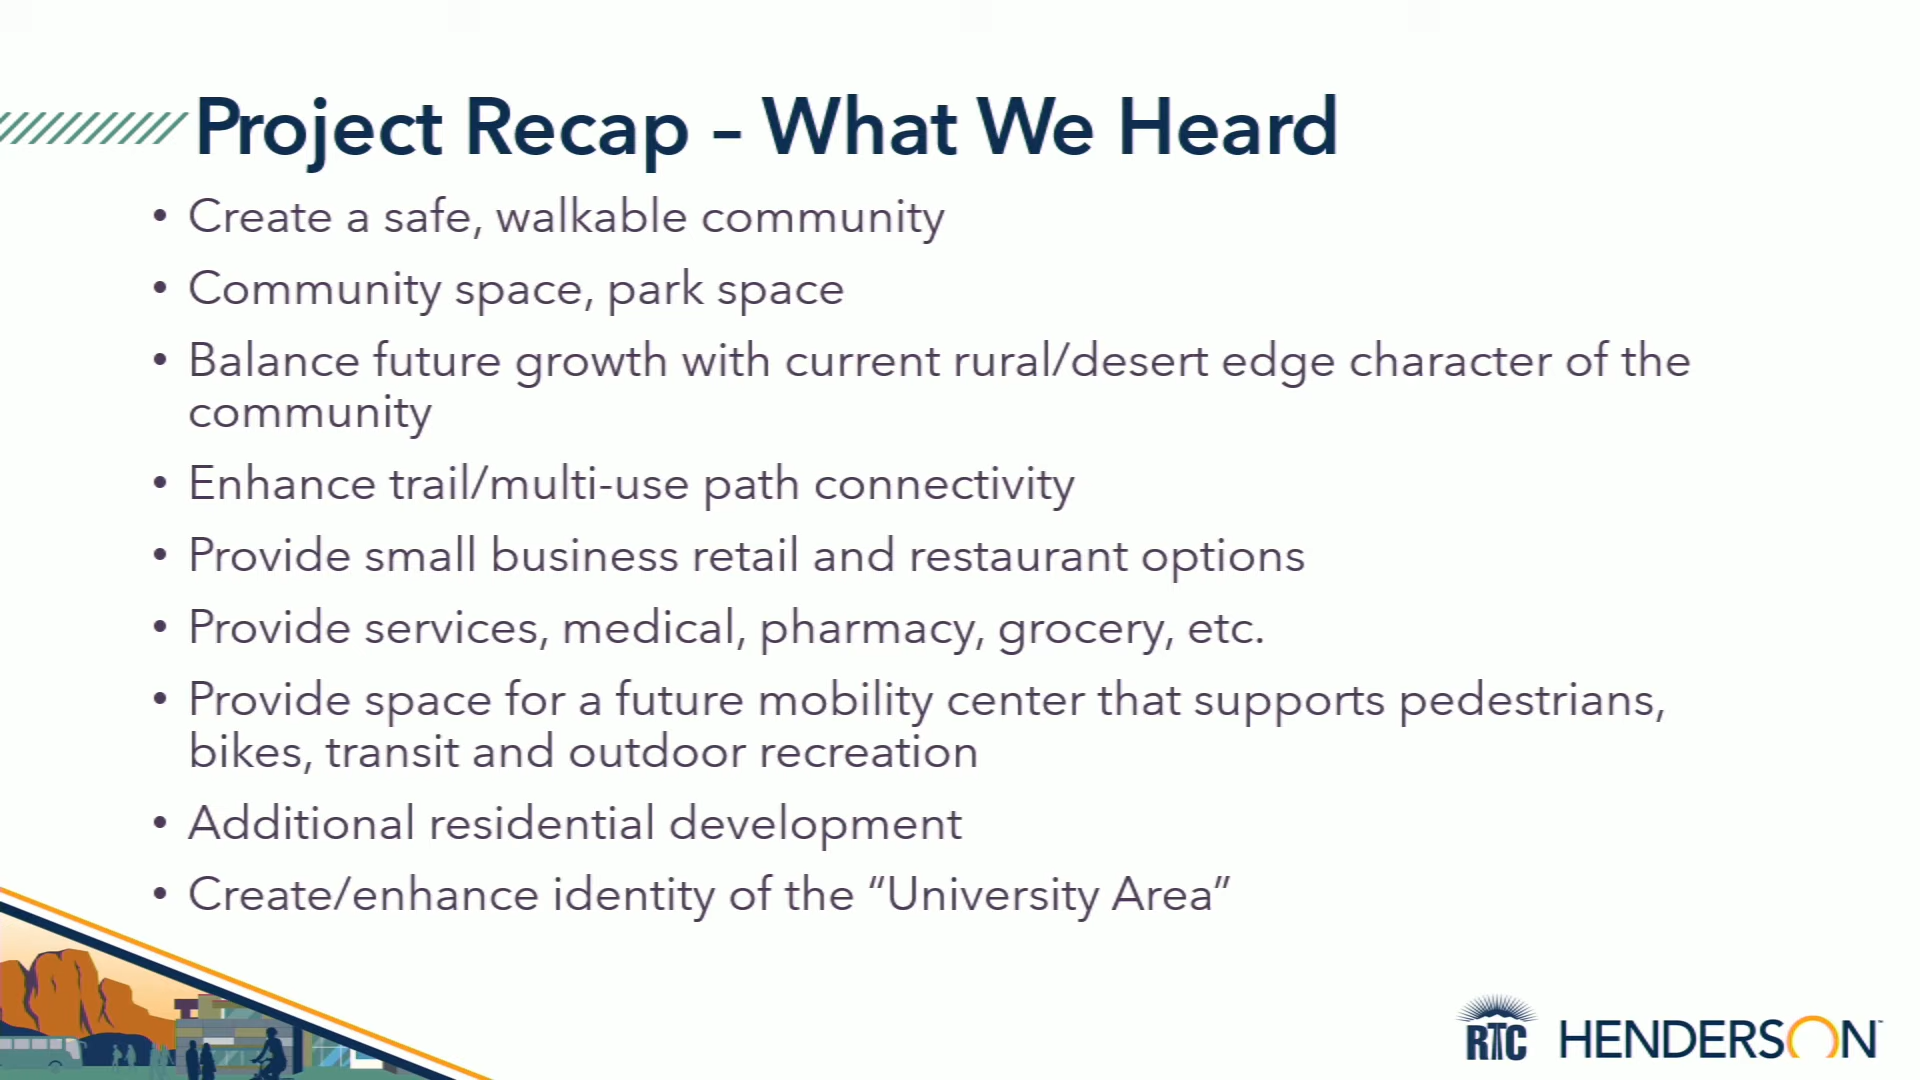 Project Recap – What We Heard
• Create a safe, walkable community
• Community space, park space
• Balance future growth with current rural/desert edge character of the
community
• Enhance trail/multi-use path connectivity
• Provide small business retail and restaurant options
• Provide services, medical, pharmacy, grocery, etc.
• Provide space for a future mobility center that supports pedestrians,
bikes, transit and outdoor recreation
• Additional residential development
• Create/enhance identity of the “University Area”
RTC HENDERSON